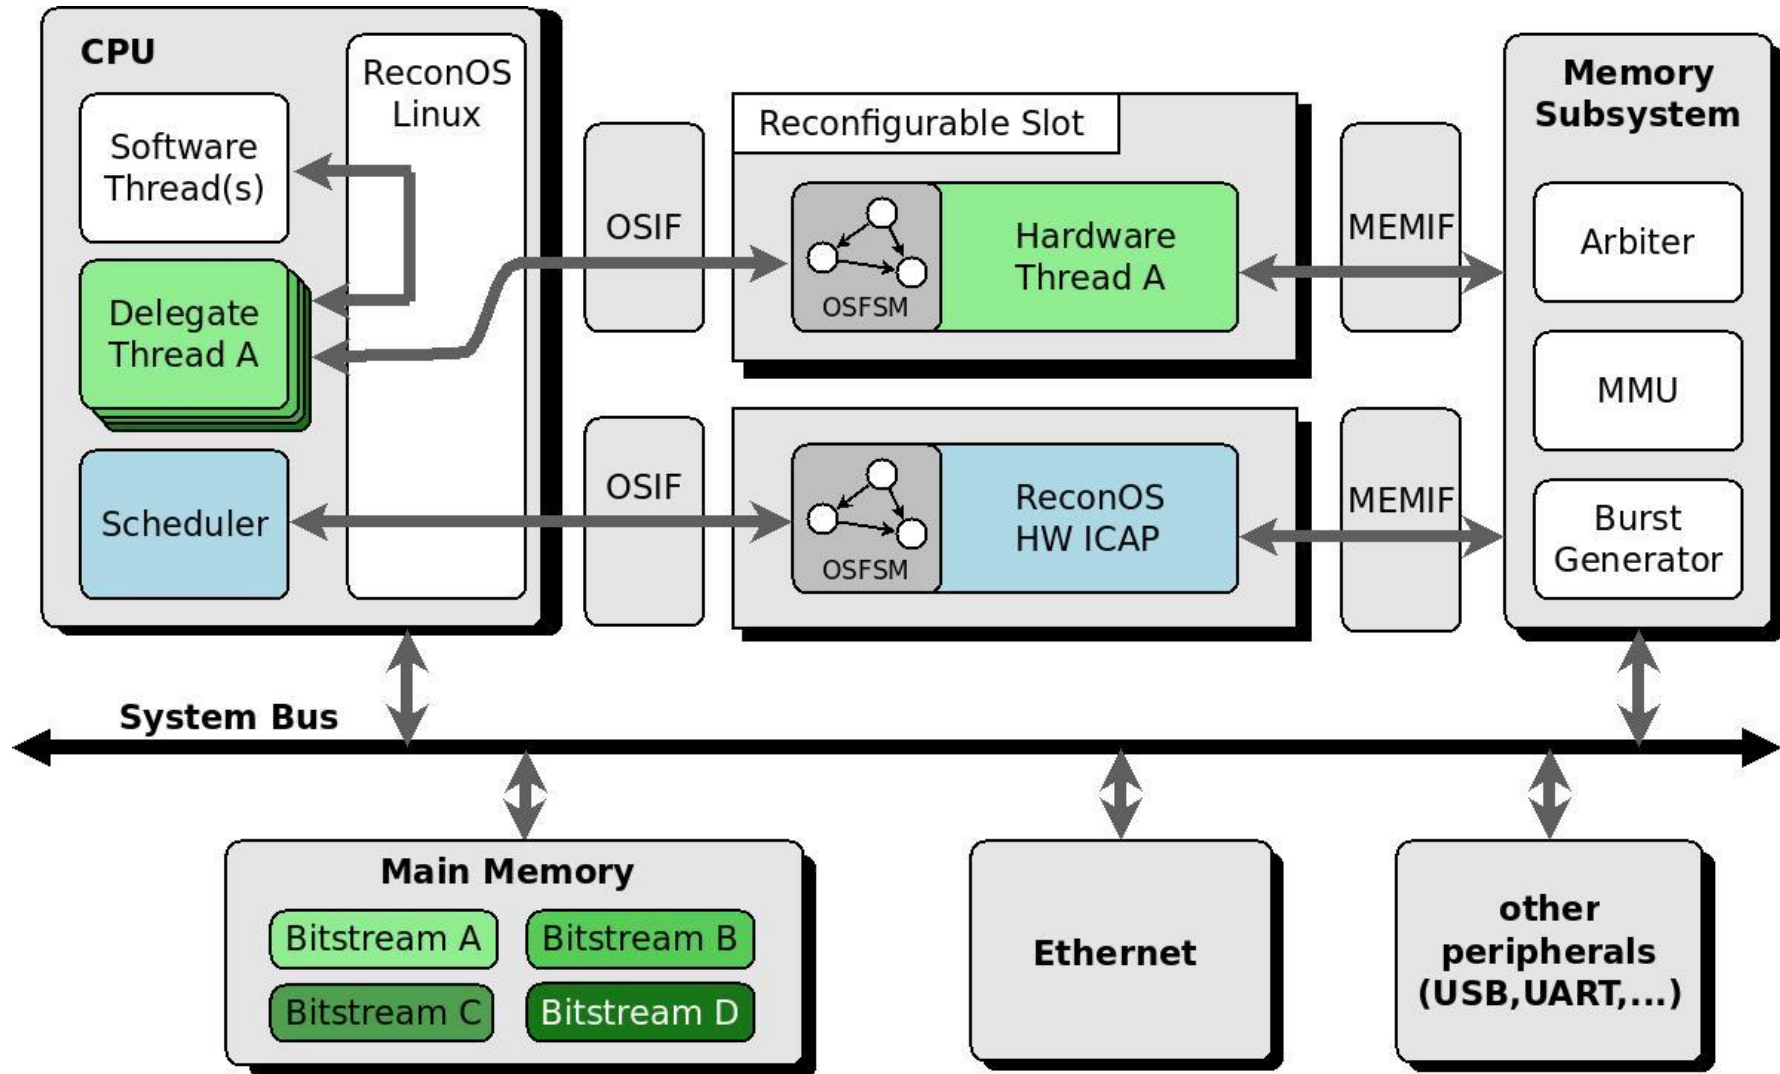 CPU
ReconOS
Linux
Software
Thread(s)
Delegate
Thread A
Scheduler
OSIF
OSIF
Reconfigurable Slot
OSFSM
Hardware
Thread A
OSFSM
ReconOS
HW ICAP
MEMIF
MEMIF
Memory
Subsystem
Arbiter
MMU
Burst
Generator
System Bus
Main Memory
Bitstream A
Bitstream B
Bitstream C
Bitstream D
Ethernet
other
peripherals
(USB,UART,...)